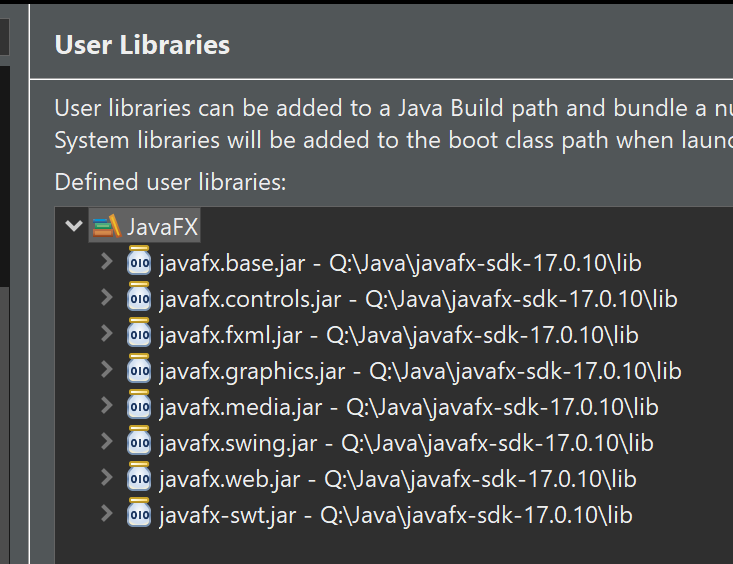 User Libraries
User libraries can be added to a Java Build path and bundle a
System libraries will be added to the boot class path when
Defined user libraries:
JavaFX
javafx.base.jar - Q:\Java\javafx-sdk-17.0.10\lib
javafx.controls.jar - Q:\Java\javafx-sdk-17.0.10\lib
javafx.fxml.jar - Q:\Java\javafx-sdk-17.0.10\lib
javafx.graphics.jar - Q:\Java\javafx-sdk-17.0.10\lib
javafx.media.jar - Q:\Java\javafx-sdk-17.0.10\lib
javafx.swing.jar - Q:\Java\javafx-sdk-17.0.10\lib
javafx.web.jar - Q:\Java\javafx-sdk-17.0.10\lib
javafx-swt.jar - Q:\Java\javafx-sdk-17.0.10\lib